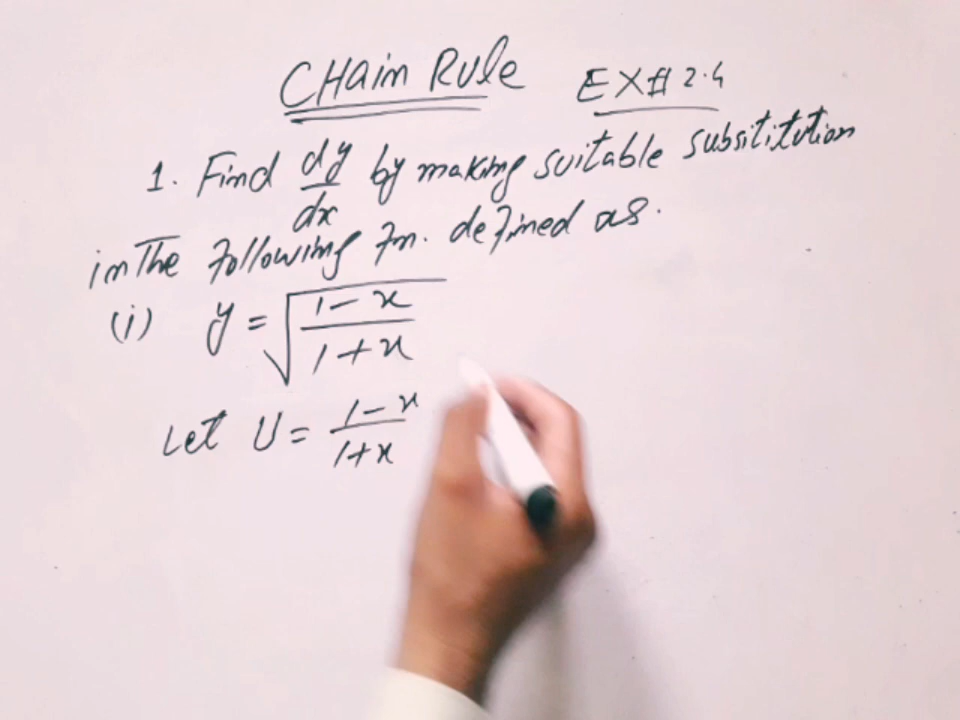 CHain RUle EX# 2.4
1. Find dy/dx by making suitable subsititution
in The following fn. defined as.
(i) y = √((1-x)/(1+x))
Let U = (1-x)/(1+x)